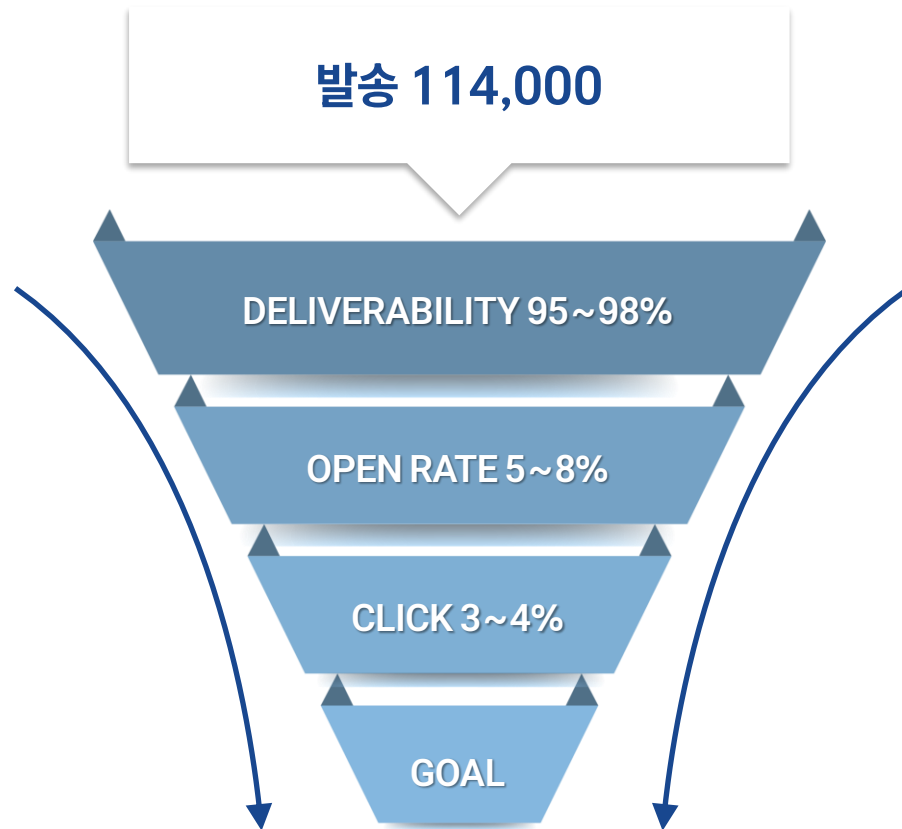 발송 114,000
DELIVERABILITY 95~98%
OPEN RATE 5~8%
CLICK 3~4%
GOAL